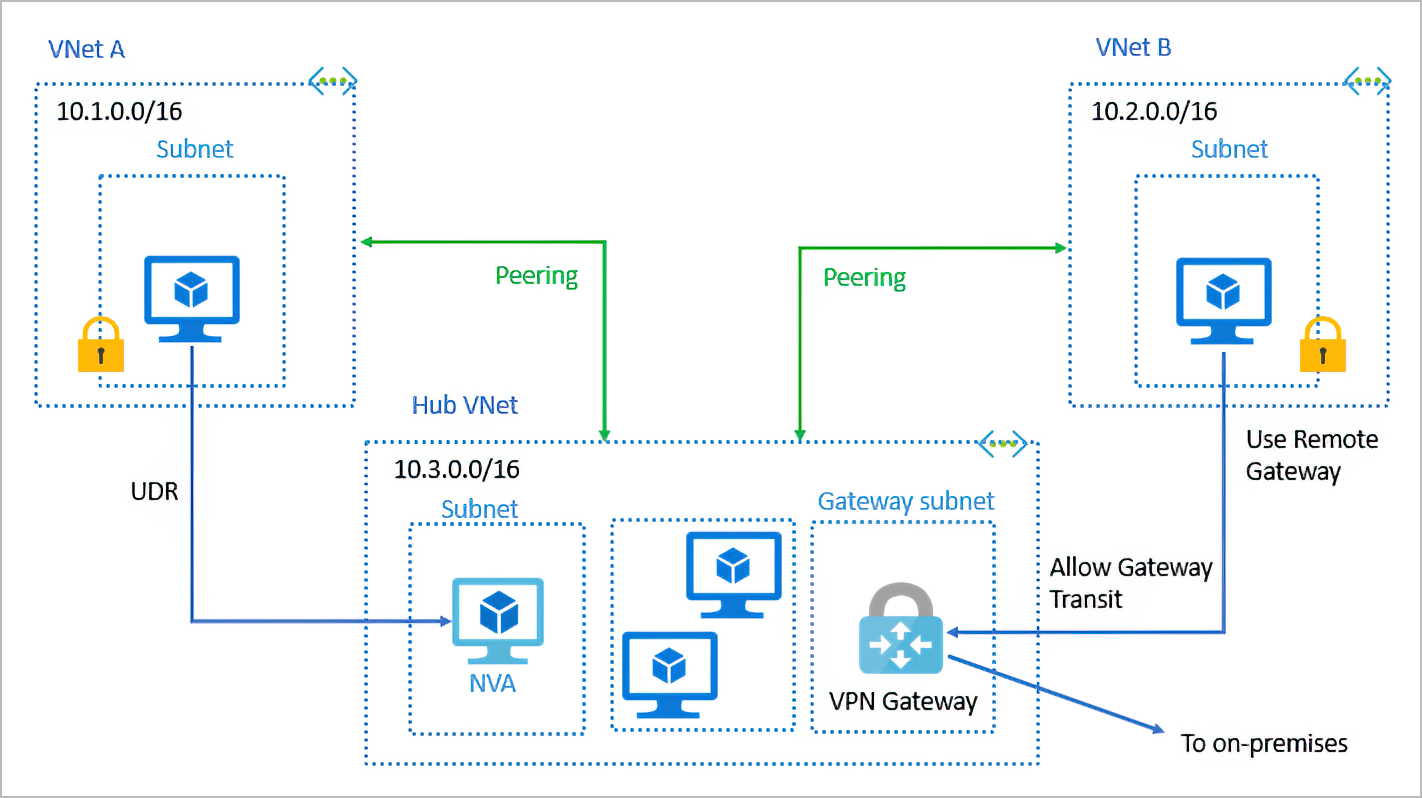 VNet A
VNet B
10.1.0.0/16
Subnet
10.2.0.0/16
Subnet
Peering
Peering
Hub VNet
UDR
10.3.0.0/16
Subnet
Gateway subnet
Use Remote
Gateway
Allow Gateway
Transit
NVA
VPN Gateway
To on-premises